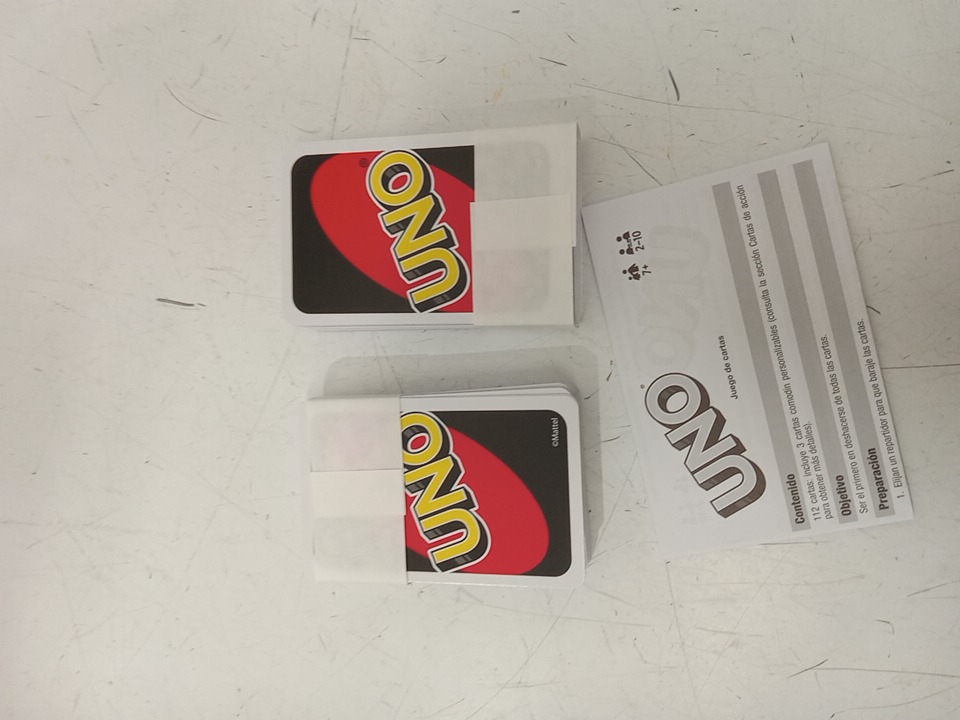 UNO
®
©Mattel
UNO
UNO
®
Juego de cartas
7+
2–10
Contenido
112 cartas: incluye 3 cartas comodín personalizables (consulta la sección Cartas de acción
para obtener más detalles).
Objetivo
Ser el primero en deshacerse de todas las cartas.
Preparación
1. Elijan un repartidor para que baraje las cartas.